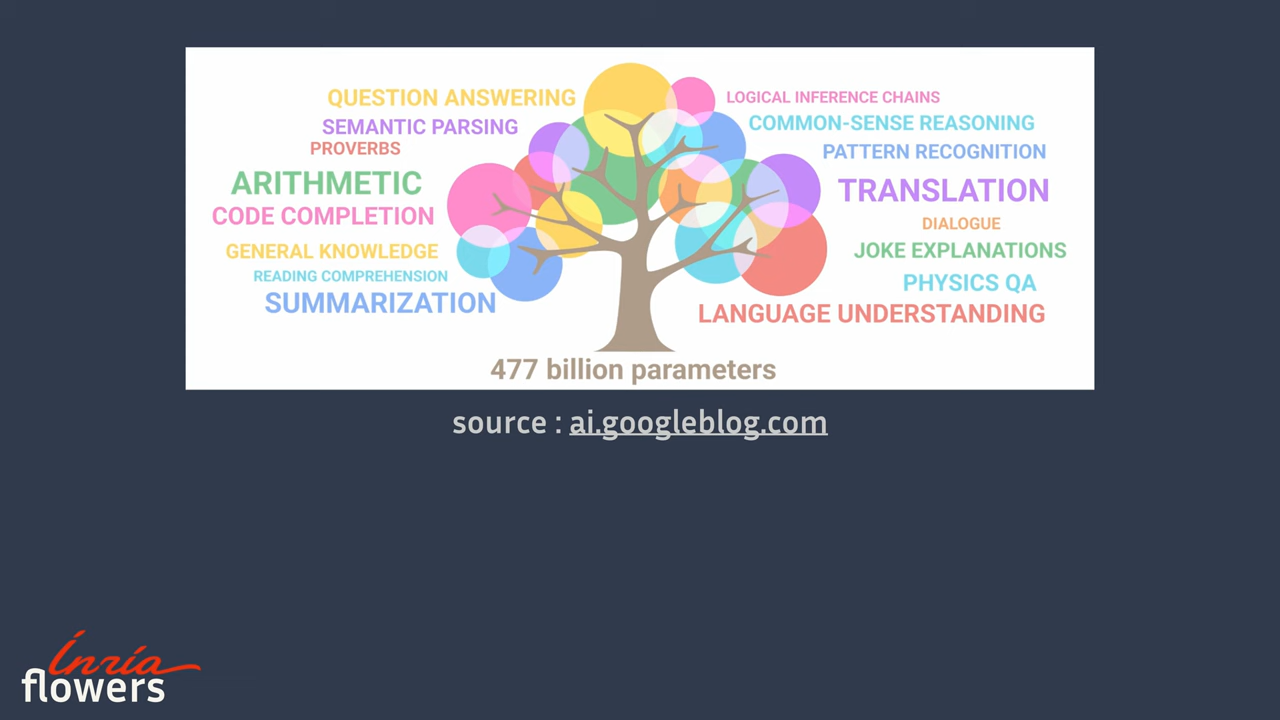 QUESTION ANSWERING
SEMANTIC PARSING
PROVERBS
ARITHMETIC
CODE COMPLETION
GENERAL KNOWLEDGE
READING COMPREHENSION
SUMMARIZATION
LOGICAL INFERENCE CHAINS
COMMON-SENSE REASONING
PATTERN RECOGNITION
TRANSLATION
DIALOGUE
JOKE EXPLANATIONS
PHYSICS QA
LANGUAGE UNDERSTANDING
477 billion parameters
source : ai.googleblog.com
Inria
flowers